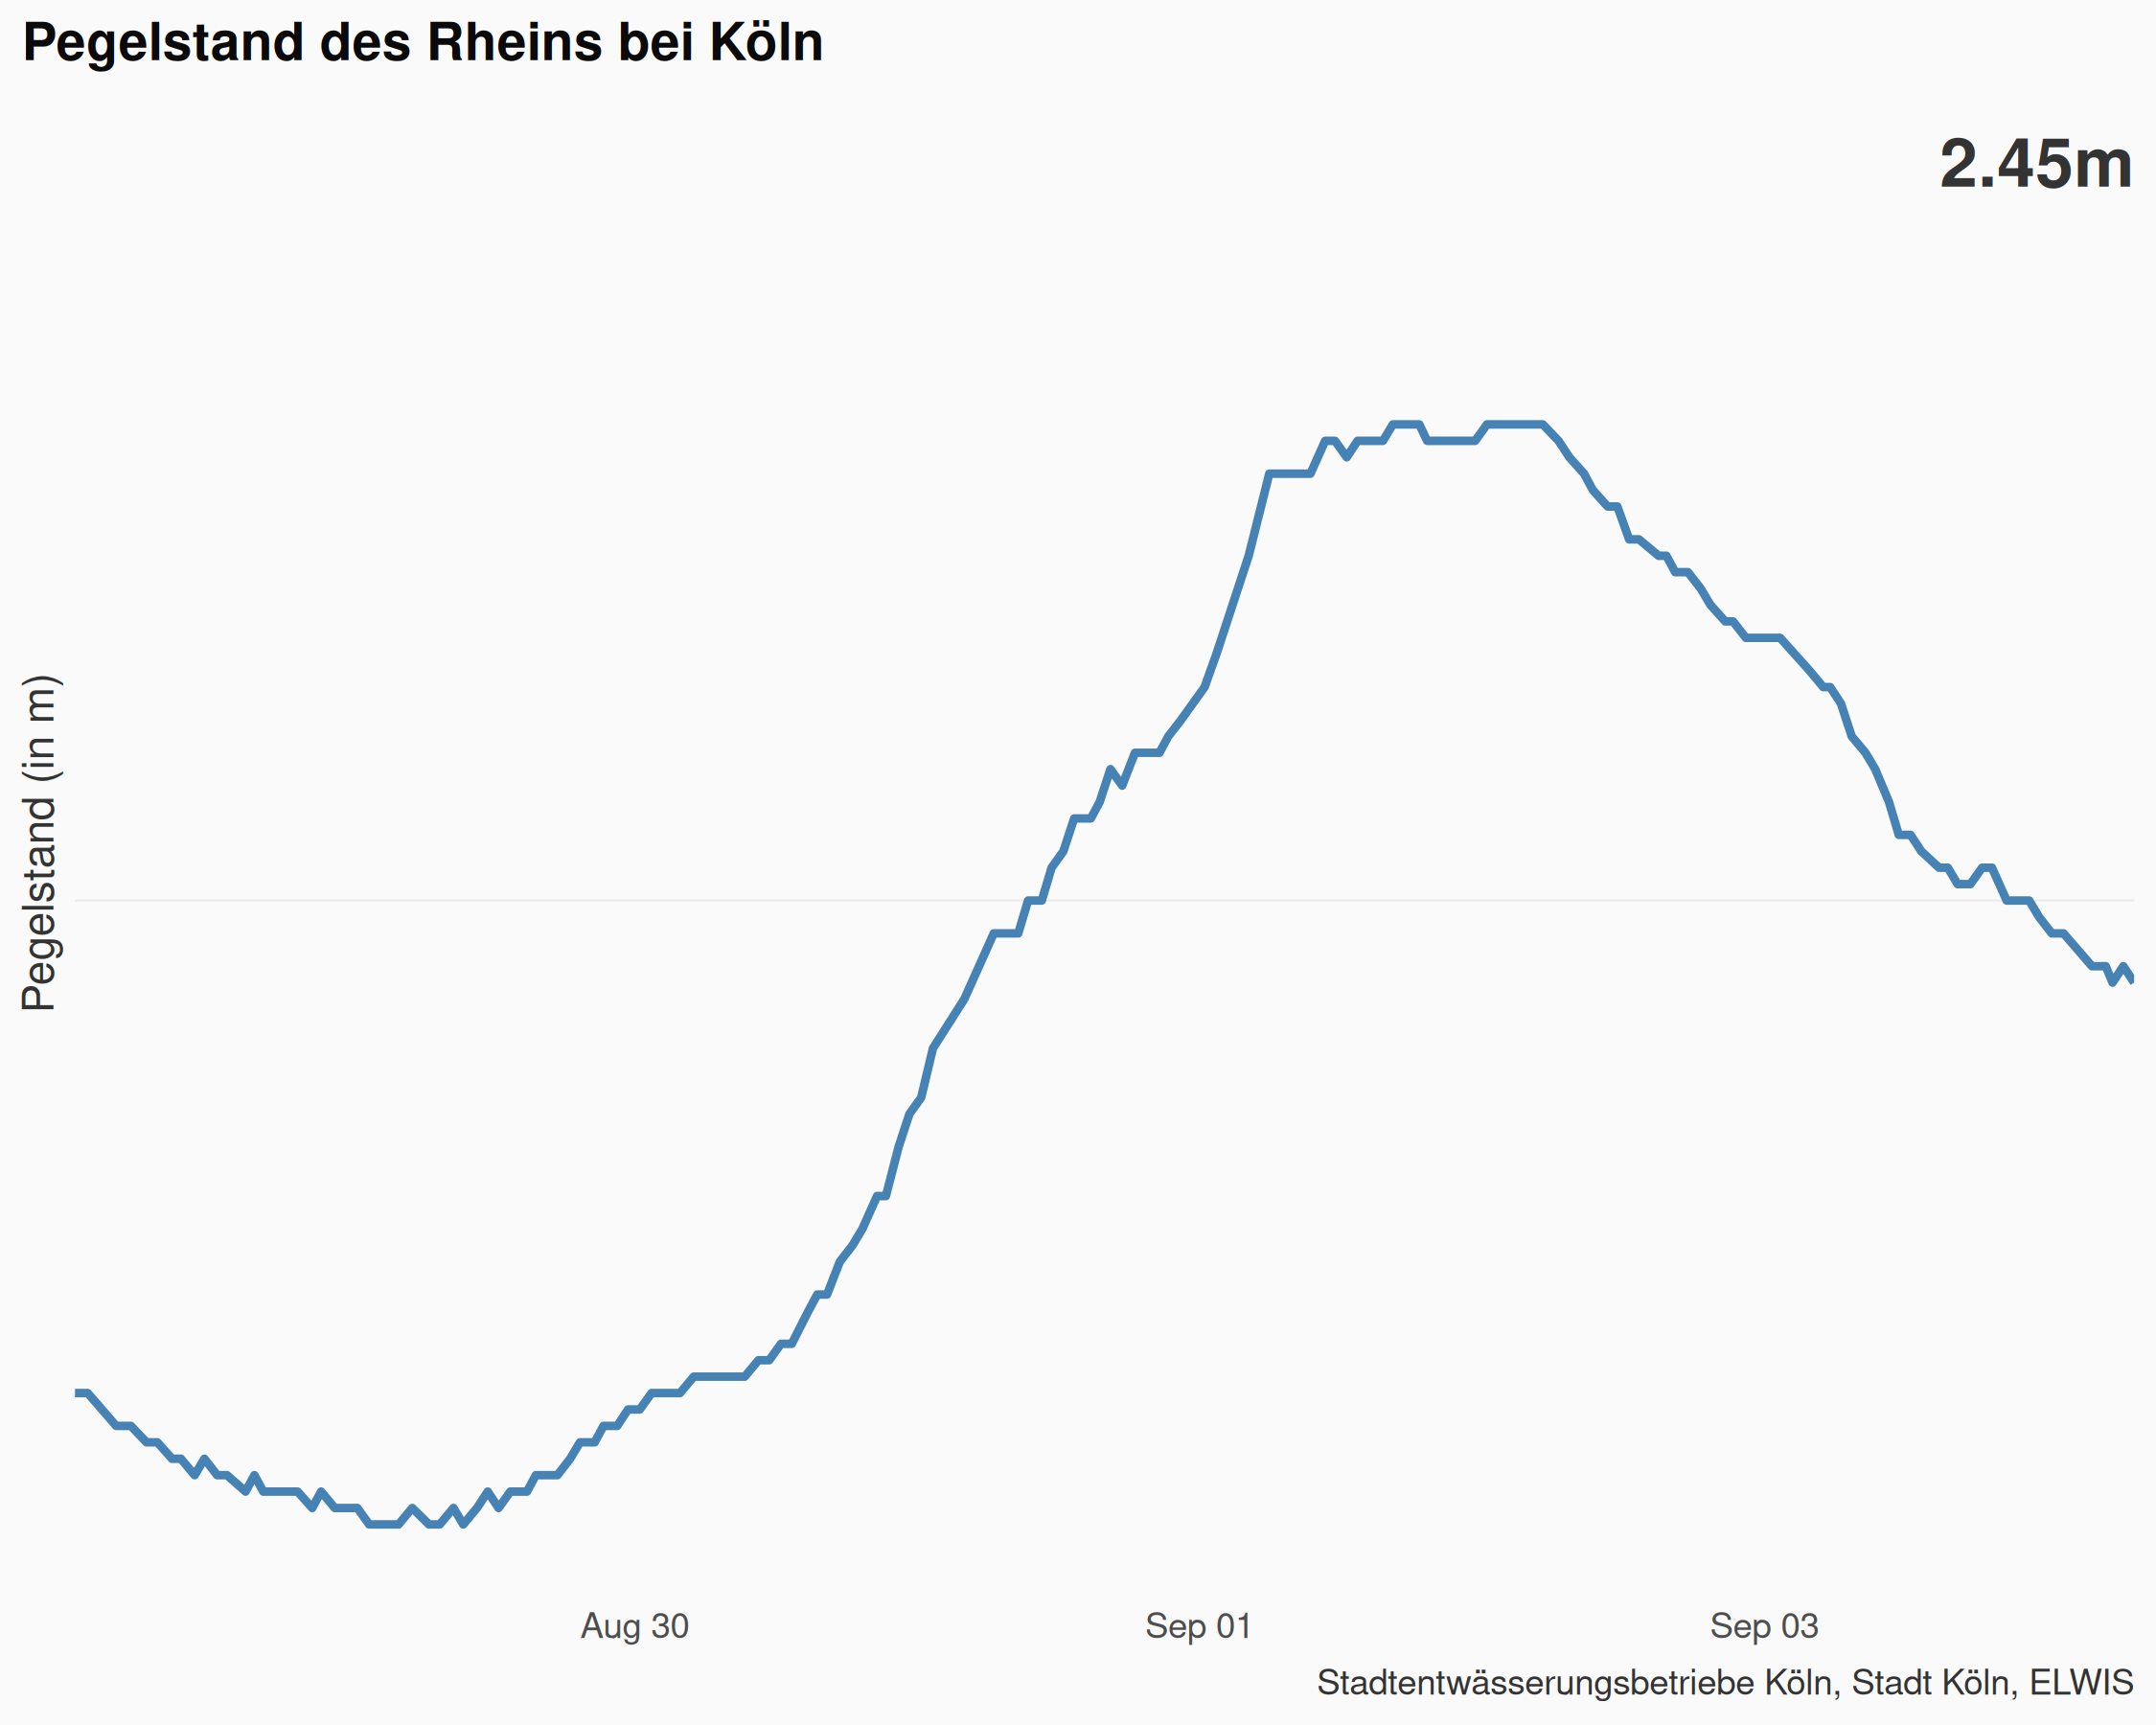 Pegelstand des Rheins bei Köln
2.45m
Pegelstand (in m)
Aug 30
Sep 01
Sep 03
Stadtentwässerungsbetriebe Köln, Stadt Köln, ELWIS